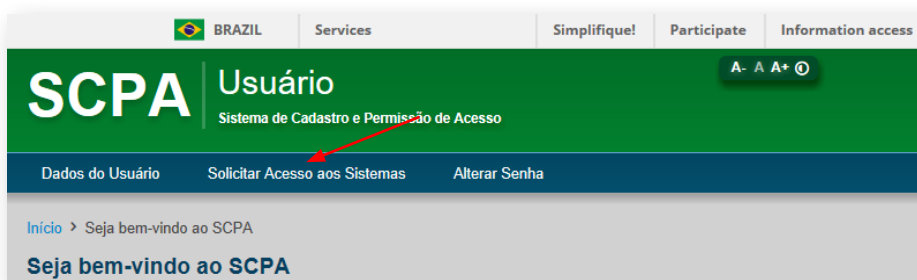 BRAZIL Services Simplifique! Participate Information access
A- A A+
SCPA Usuário
Sistema de Cadastro e Permissão de Acesso
Dados do Usuário Solicitar Acesso aos Sistemas Alterar Senha
Início > Seja bem-vindo ao SCPA
Seja bem-vindo ao SCPA